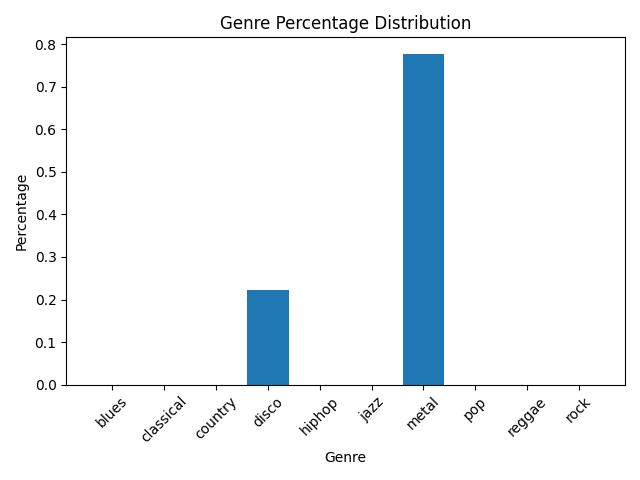 Genre Percentage Distribution
Percentage
0.8
0.7
0.6
0.5
0.4
0.3
0.2
0.1
0.0
blues
classical
country
disco
hiphop
jazz
metal
pop
reggae
rock
Genre